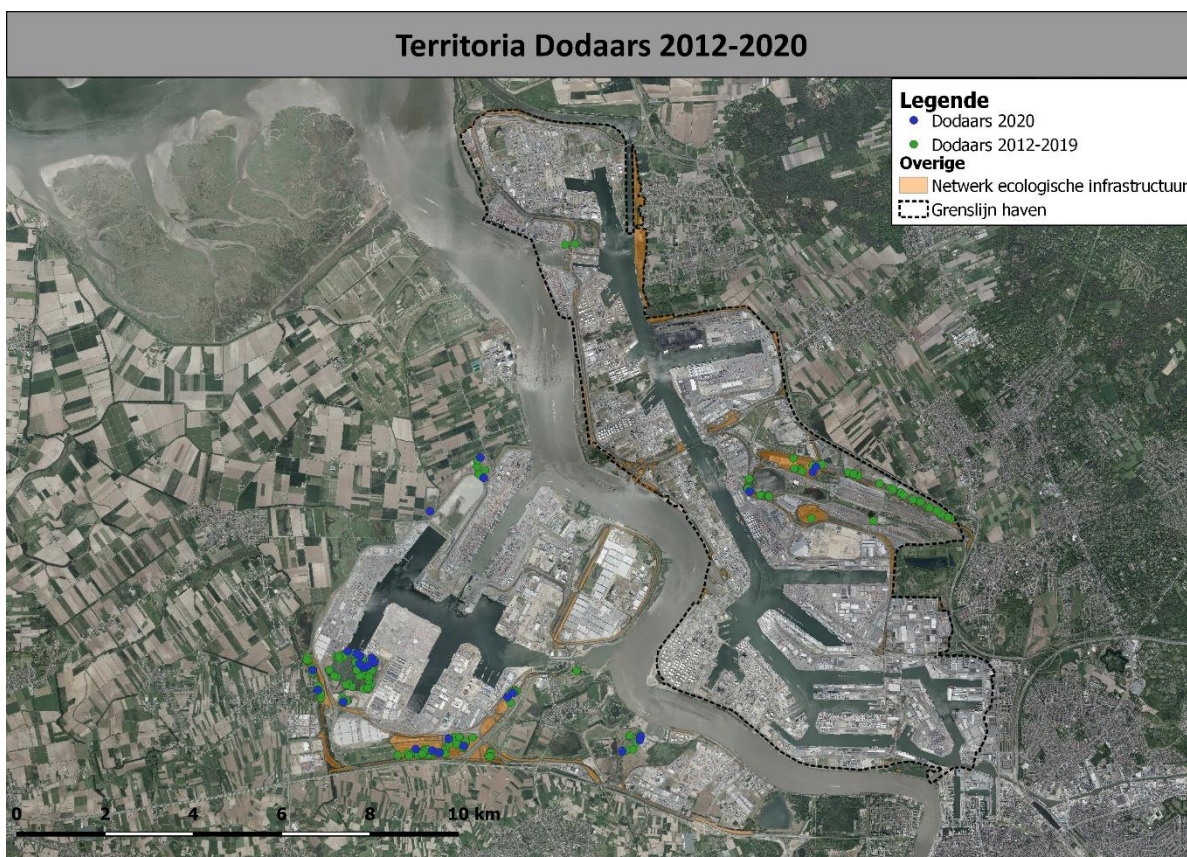 Territoria Dodaars 2012-2020
Legende
Dodaars 2020
Dodaars 2012-2019
Overige
Netwerk ecologische infrastructuur
Grenslijn haven
0 2 4 6 8 10 km